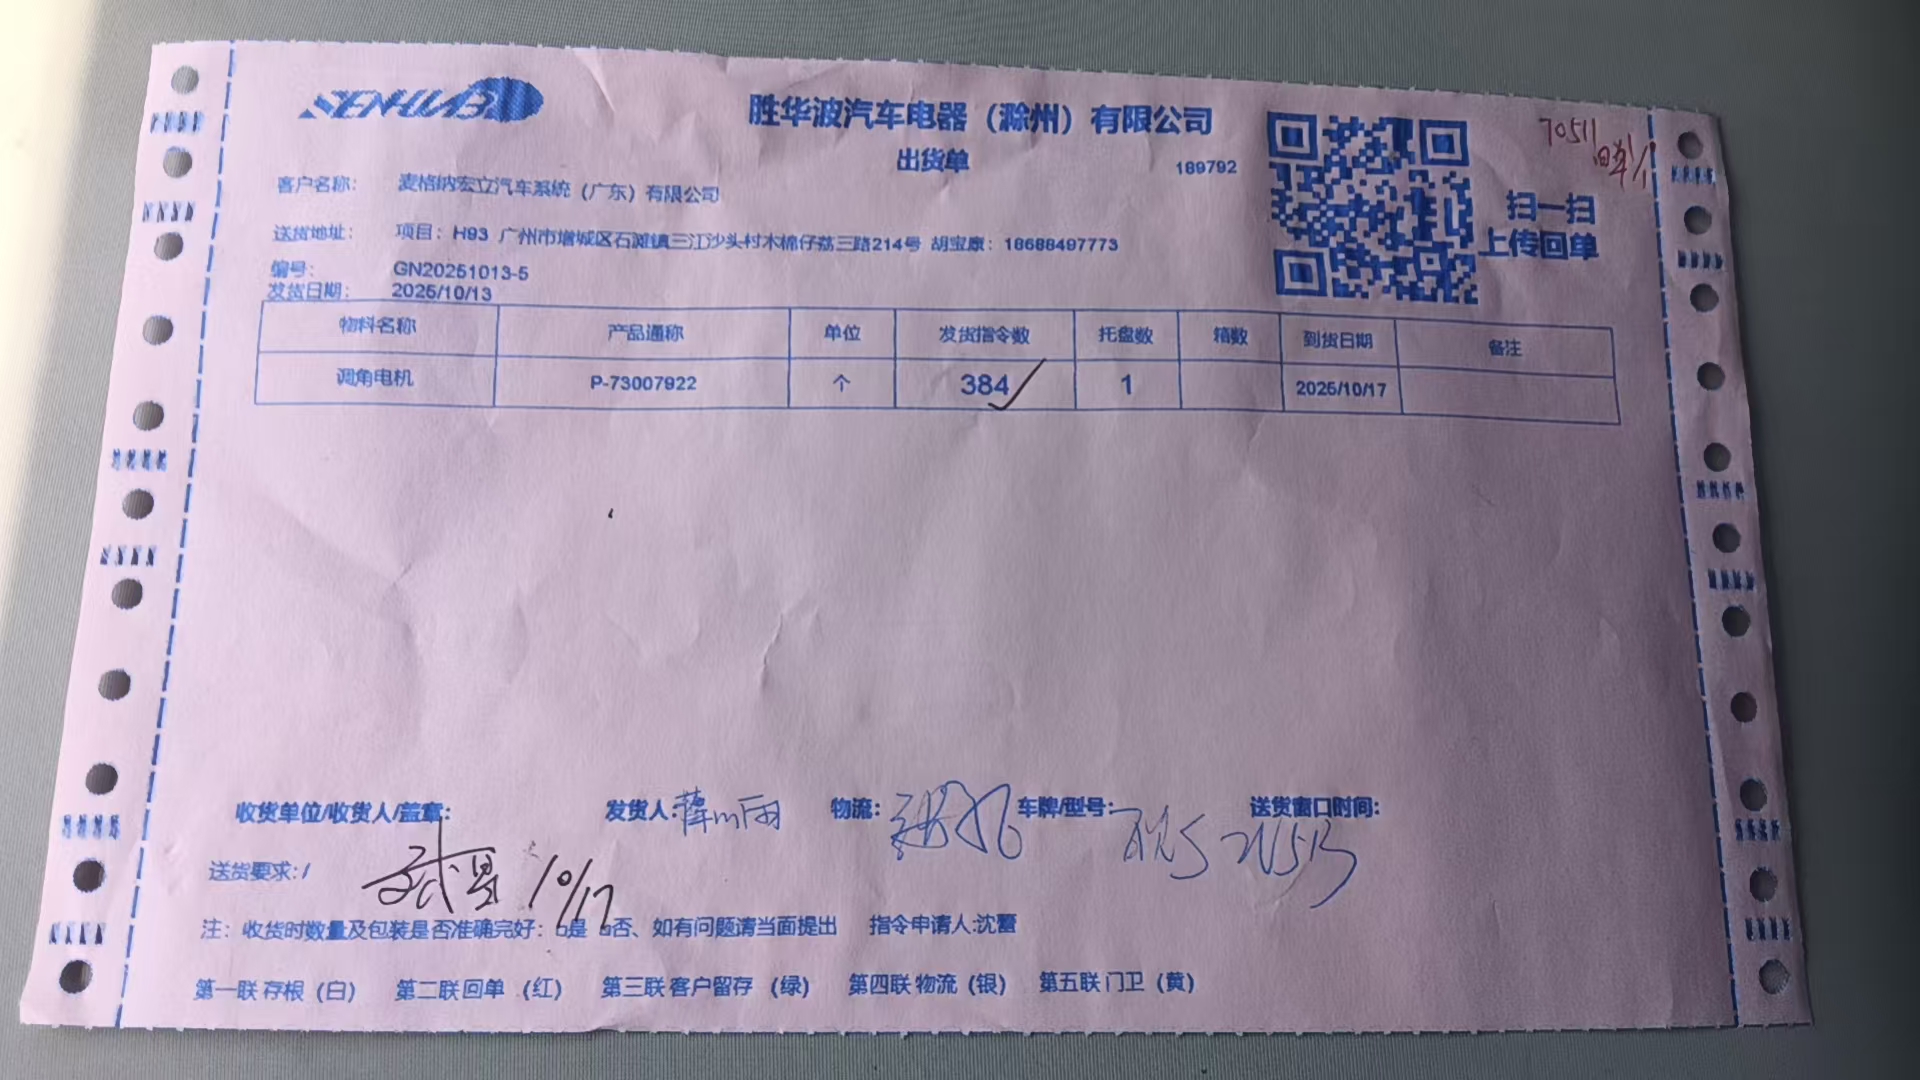 SENHWB
胜华波汽车电器（滁州）有限公司
出货单
189792
70511
回单1/1
扫一扫
上传回单
客户名称： 麦格纳宏立汽车系统（广东）有限公司
送货地址： 项目：H93 广州市增城区石滩镇三江沙头村木棉仔荔三路214号 胡宝康：18688497773
编号： GN20251013-5
发货日期： 2025/10/13
物料名称 产品通称 单位 发货指令数 托盘数 箱数 到货日期 备注
调角电机 P-73007922 个 384 1 2025/10/17
收货单位/收货人/盖章： 发货人： 物流： 车牌/型号： 送货窗口时间：
送货要求：/ 10/17
注：收货时数量及包装是否准确完好：□是 □否、如有问题请当面提出 指令申请人:沈蕾
第一联 存根（白） 第二联 回单（红） 第三联 客户留存（绿） 第四联 物流（银） 第五联 门卫（黄）